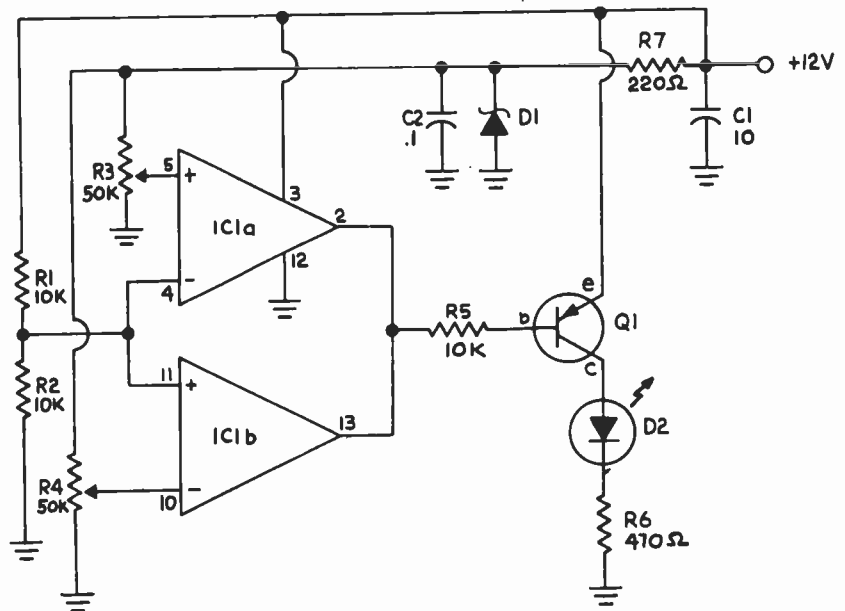 R7
220Ω
+12V
C2
.1
D1
C1
10
R3
50K
5
+
3
IC1a
2
12
-
4
R1
10K
R2
10K
11
+
IC1b
13
-
10
R4
50K
R5
10K
b
e
Q1
c
D2
R6
470Ω